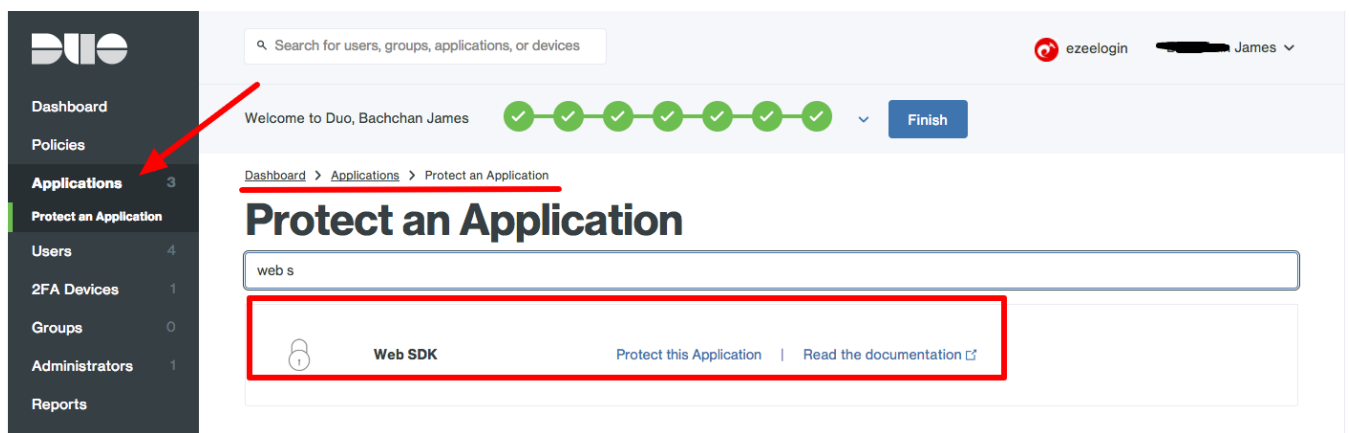 DUO
Search for users, groups, applications, or devices
ezeelogin James
Dashboard
Policies
Applications 3
Protect an Application
Users 4
2FA Devices 1
Groups 0
Administrators 1
Reports
Welcome to Duo, Bachchan James Finish
Dashboard > Applications > Protect an Application
Protect an Application
web s
Web SDK Protect this Application | Read the documentation